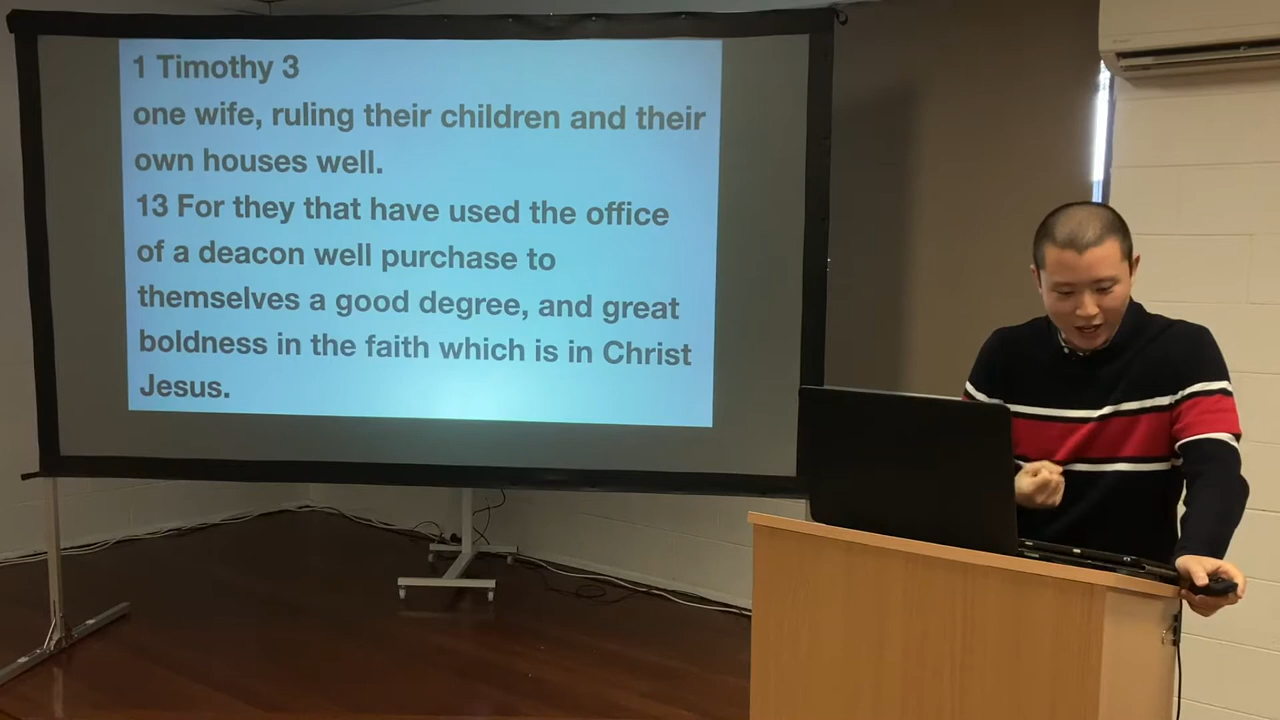 1 Timothy 3
one wife, ruling their children and their
own houses well.
13 For they that have used the office
of a deacon well purchase to
themselves a good degree, and great
boldness in the faith which is in Christ
Jesus.